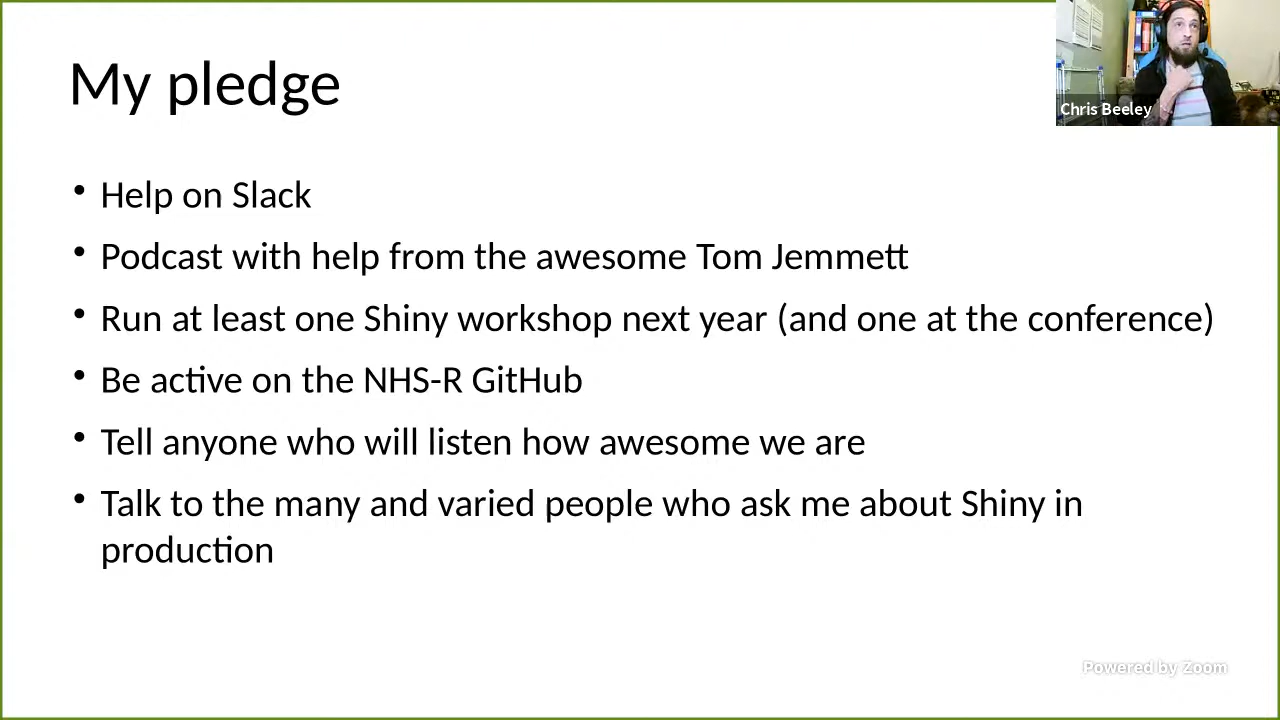 My pledge
Chris Beeley
• Help on Slack
• Podcast with help from the awesome Tom Jemmett
• Run at least one Shiny workshop next year (and one at the conference)
• Be active on the NHS-R GitHub
• Tell anyone who will listen how awesome we are
• Talk to the many and varied people who ask me about Shiny in
production
Powered by Zoom